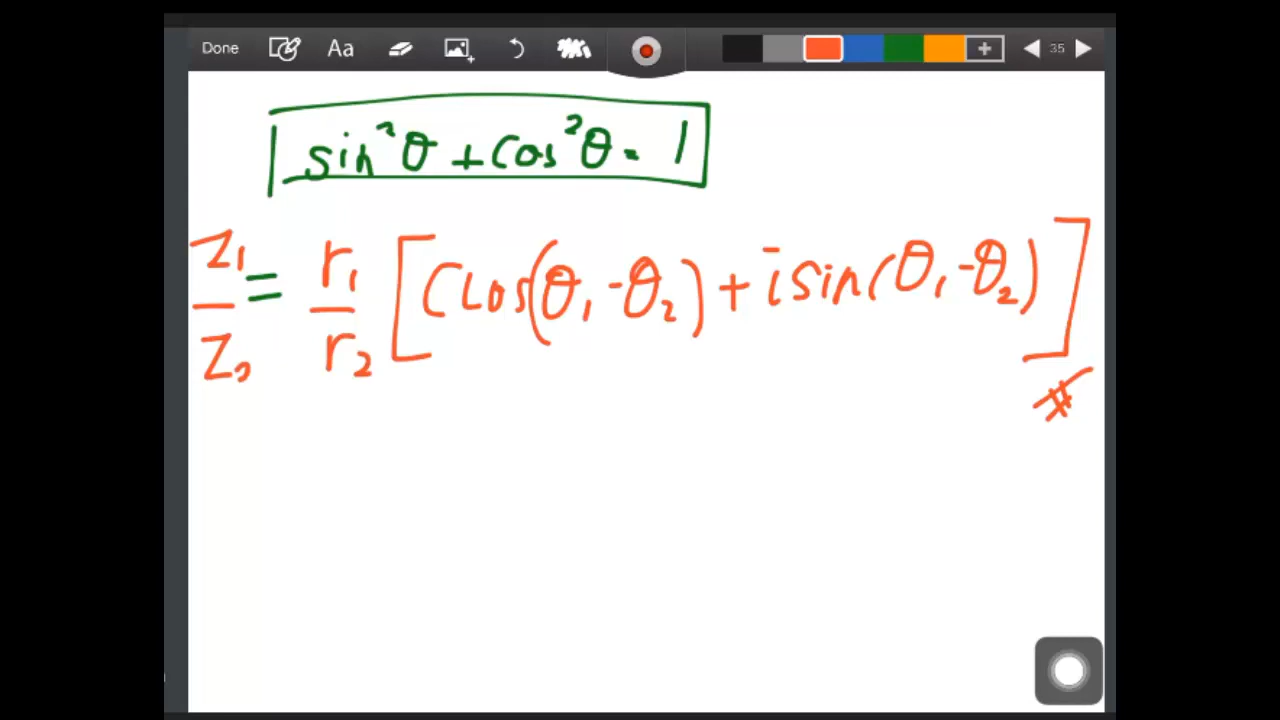 Done Aa 35
sin²θ + cos²θ = 1
z₁/z₂ = r₁/r₂ [Cos(θ₁-θ₂) + i sin(θ₁-θ₂)]
#